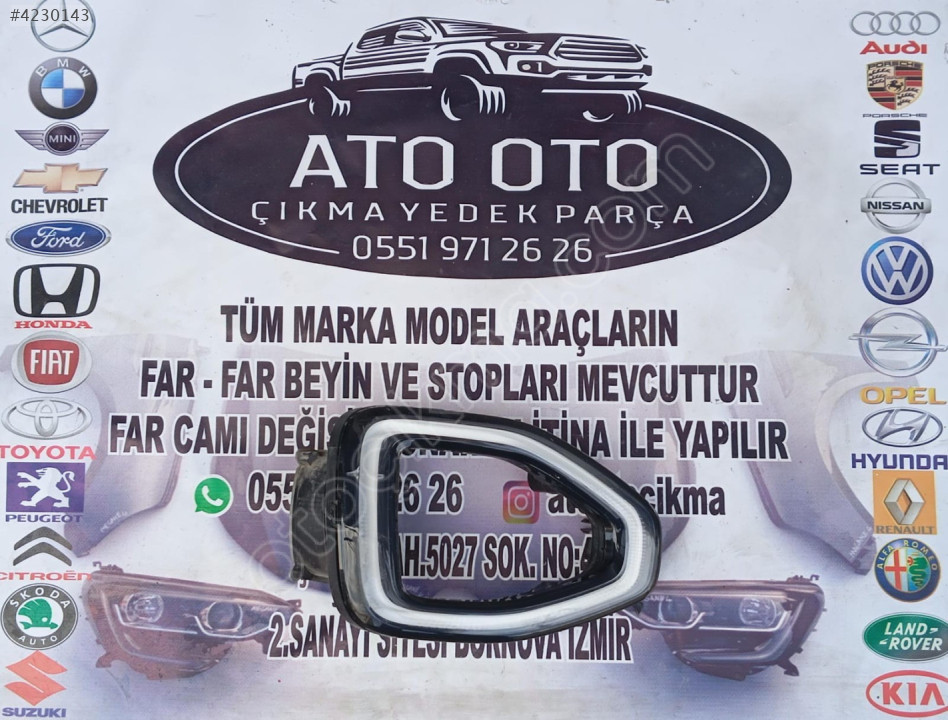 #4230143
ATO OTO
ÇIKMA YEDEK PARÇA
0551 971 26 26
TÜM MARKA MODEL ARAÇLARIN
FAR - FAR BEYİN VE STOPLARI MEVCUTTUR
FAR CAMI DEĞİŞ İTİNA İLE YAPILIR
055 26 26
çikma
H.5027 SOK. NO:
2.SANAYİ SİTESİ BORNOVA İZMİR
BMW
MINI
CHEVROLET
Ford
HONDA
FIAT
TOYOTA
PEUGEOT
CITROËN
SKODA
AUTO
SUZUKI
Audi
PORSCHE
PORSCHE
SEAT
NISSAN
OPEL
HYUNDAI
RENAULT
ALFA ROMEO
LAND-
ROVER
KIA